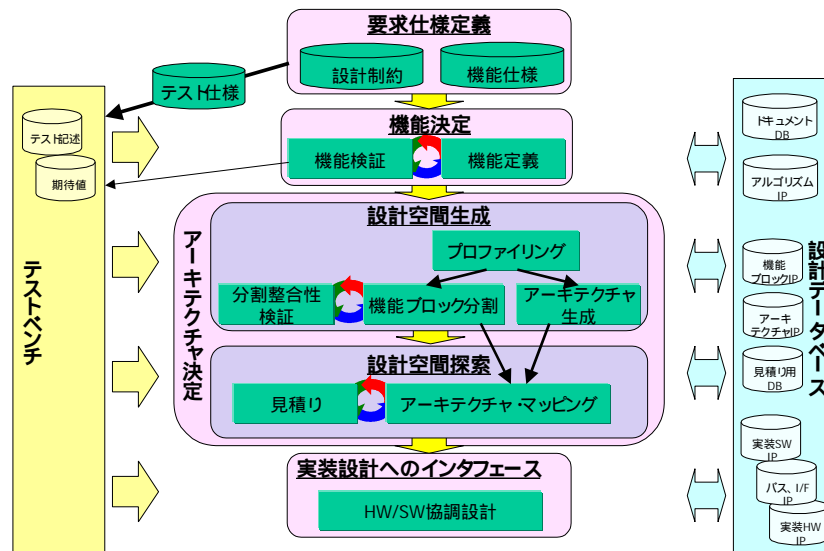 要求仕様定義
設計制約
機能仕様
テスト仕様
テスト記述
期待値
テストベンチ
機能決定
機能検証
機能定義
アーキテクチャ決定
設計空間生成
プロファイリング
分割整合性
検証
機能ブロック分割
アーキテクチャ
生成
設計空間探索
見積り
アーキテクチャ・マッピング
実装設計へのインタフェース
HW/SW協調設計
設計データベース
ドキュメント
DB
アルゴリズム
IP
機能
ブロックIP
アーキ
テクチャIP
見積り用
DB
実装SW
IP
バス、I/F
IP
実装HW
IP